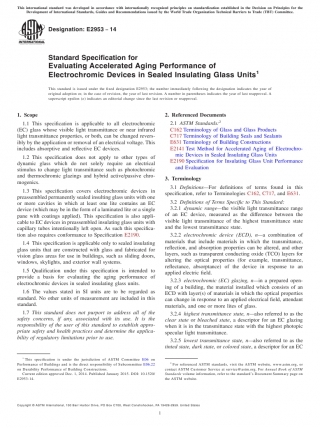 This international standard was developed in accordance with internationally recognized principles on standardization established in the Decision on Principles for the
Development of International Standards, Guides and Recommendations issued by the World Trade Organization Technical Barriers to Trade (TBT) Committee.
Designation: E2953 − 14
Standard Specification for
Evaluating Accelerated Aging Performance of
Electrochromic Devices in Sealed Insulating Glass Units1
This standard is issued under the fixed designation E2953; the number immediately following the designation indicates the year of
original adoption or, in the case of revision, the year of last revision. A number in parentheses indicates the year of last reapproval. A
superscript epsilon (ε) indicates an editorial change since the last revision or reapproval.
1. Scope
1.1 This specification is applicable to all electrochromic
(EC) glass whose visible light transmittance or near infrared
light transmittance properties, or both, can be changed revers-
ibly by the application or removal of an electrical voltage. This
includes absorptive and reflective EC devices.
1.2 This specification does not apply to other types of
dynamic glass which do not solely require an electrical
stimulus to change light transmittance such as photochromic
and thermochromic glazings and hybrid active/passive chro-
mogenics.
1.3 This specification covers electrochromic devices in
preassembled permanently sealed insulating glass units with one
or more cavities in which at least one lite contains an EC
device (which may be in the form of a laminated lite or a single
pane with coatings applied). This specification is also appli-
cable to EC devices in preassembled insulating glass units with
capillary tubes intentionally left open. As such this specifica-
tion also requires conformance to Specification E2190.
1.4 This specification is applicable only to sealed insulating
glass units that are constructed with glass and fabricated for
vision glass areas for use in buildings, such as sliding doors,
windows, skylights, and exterior wall systems.
1.5 Qualification under this specification is intended to
provide a basis for evaluating the aging performance of
electrochromic devices in sealed insulating glass units.
1.6 The values stated in SI units are to be regarded as
standard. No other units of measurement are included in this
standard.
1.7 This standard does not purport to address all of the
safety concerns, if any, associated with its use. It is the
responsibility of the user of this standard to establish appro-
priate safety and health practices and determine the applica-
bility of regulatory limitations prior to use.
2. Referenced Documents
2.1 ASTM Standards:2
C162 Terminology of Glass and Glass Products
C717 Terminology of Building Seals and Sealants
E631 Terminology of Building Constructions
E2141 Test Method for Accelerated Aging of Electrochro-
mic Devices in Sealed Insulating Glass Units
E2190 Specification for Insulating Glass Unit Performance
and Evaluation
3. Terminology
3.1 Definitions—For definitions of terms found in this
specification, refer to Terminologies C162, C717, and E631.
3.2 Definitions of Terms Specific to This Standard:
3.2.1 dynamic range—the visible light transmittance range
of an EC device, measured as the difference between the
visible light transmittance of the highest transmittance state
and the lowest transmittance state.
3.2.2 electrochromic device (ECD), n—a combination of
materials that include materials in which the transmittance,
reflection, and absorption properties can be altered, and other
layers, such as transparent conducting oxide (TCO) layers for
altering the optical properties (for example, transmittance,
reflectance, absorptance) of the device in response to an
applied electric field.
3.2.3 electrochromic (EC) glazing, n—in a prepared open-
ing of a building, the material installed which consists of an
ECD with layer(s) of materials in which the optical properties
can change in response to an applied electrical field, attendant
materials, and one or more lites of glass.
3.2.4 highest transmittance state, n—also referred to as the
clear state or bleached state, a descriptor for an EC glazing
when it is in the transmittance state with the highest photopic
specular light transmittance.
3.2.5 lowest transmittance state, n—also referred to as the
tinted state, dark state, or colored state, a descriptor for an EC
1 This specification is under the jurisdiction of ASTM Committee E06 on
Performance of Buildings and is the direct responsibility of Subcommittee E06.22
on Durability Performance of Building Constructions.
Current edition approved Dec. 1, 2014. Published January 2015. DOI: 10.1520/
E2953-14.
2 For referenced ASTM standards, visit the ASTM website, www.astm.org, or
contact ASTM Customer Service at service@astm.org. For Annual Book of ASTM
Standards volume information, refer to the standard's Document Summary page on
the ASTM website.
Copyright © ASTM International, 100 Barr Harbor Drive, PO Box C700, West Conshohocken, PA 19428-2959. United States
1